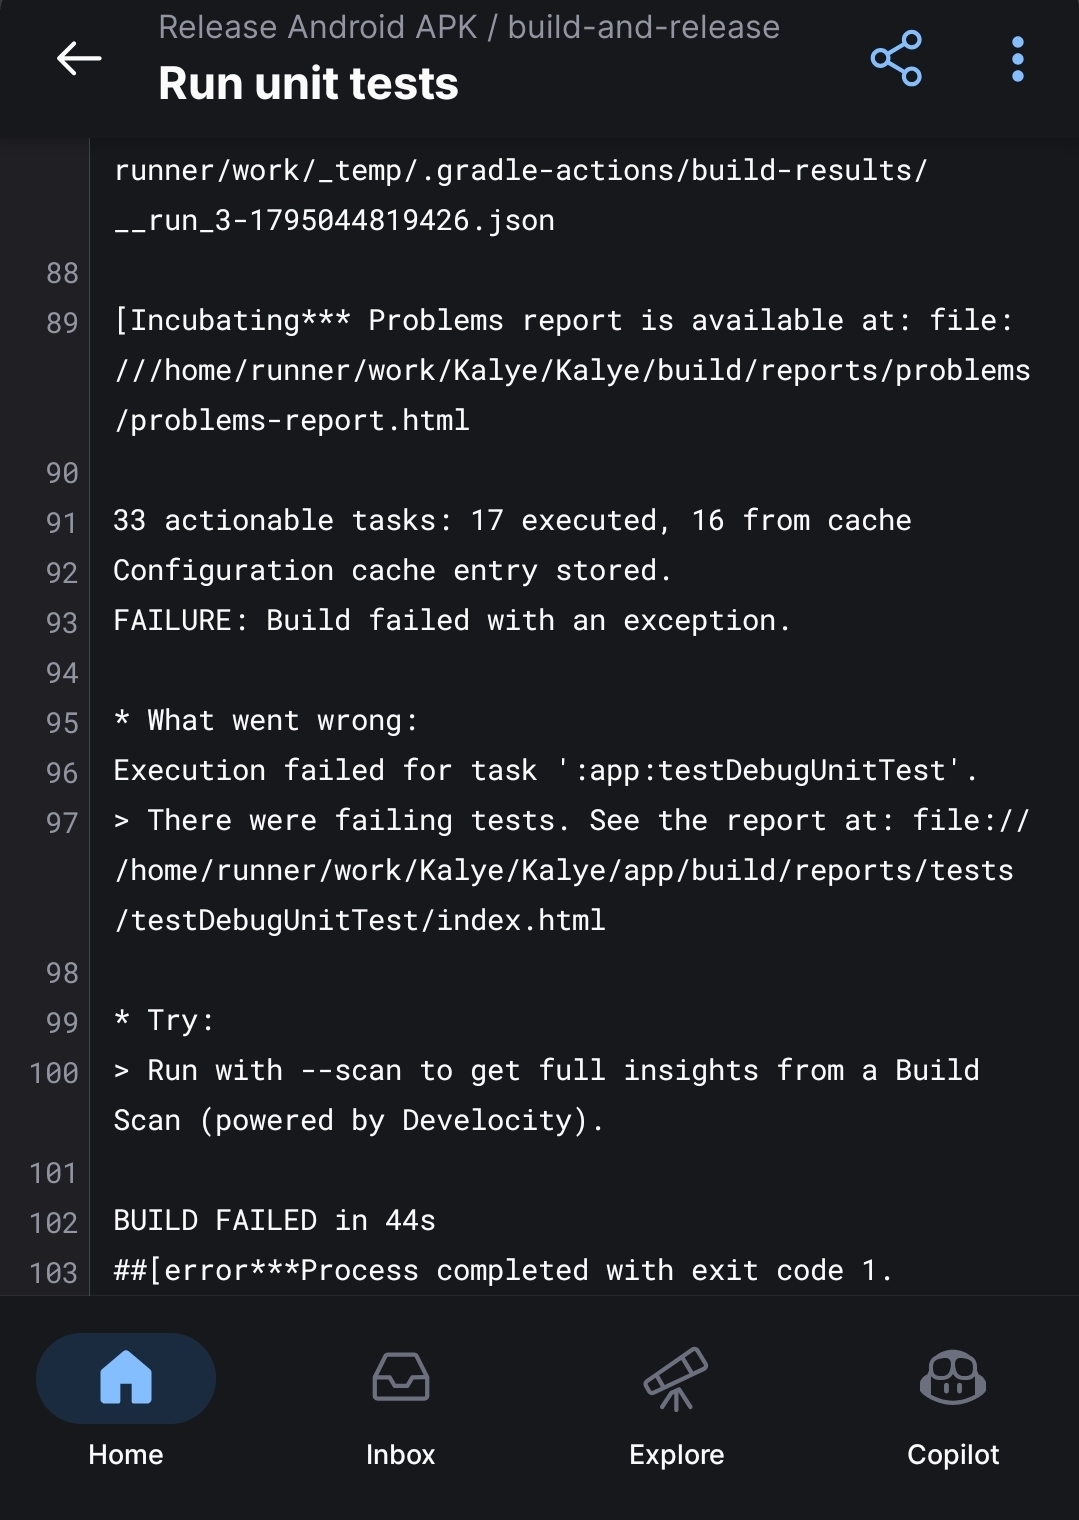 Release Android APK / build-and-release
Run unit tests
runner/work/_temp/.gradle-actions/build-results/
__run_3-1795044819426.json
88
89 [Incubating*** Problems report is available at: file:
///home/runner/work/Kalye/Kalye/build/reports/problems
/problems-report.html
90
91 33 actionable tasks: 17 executed, 16 from cache
92 Configuration cache entry stored.
93 FAILURE: Build failed with an exception.
94
95 * What went wrong:
96 Execution failed for task ':app:testDebugUnitTest'.
97 > There were failing tests. See the report at: file://
/home/runner/work/Kalye/Kalye/app/build/reports/tests
/testDebugUnitTest/index.html
98
99 * Try:
100 > Run with --scan to get full insights from a Build
Scan (powered by Develocity).
101
102 BUILD FAILED in 44s
103 ##[error***Process completed with exit code 1.
Home Inbox Explore Copilot